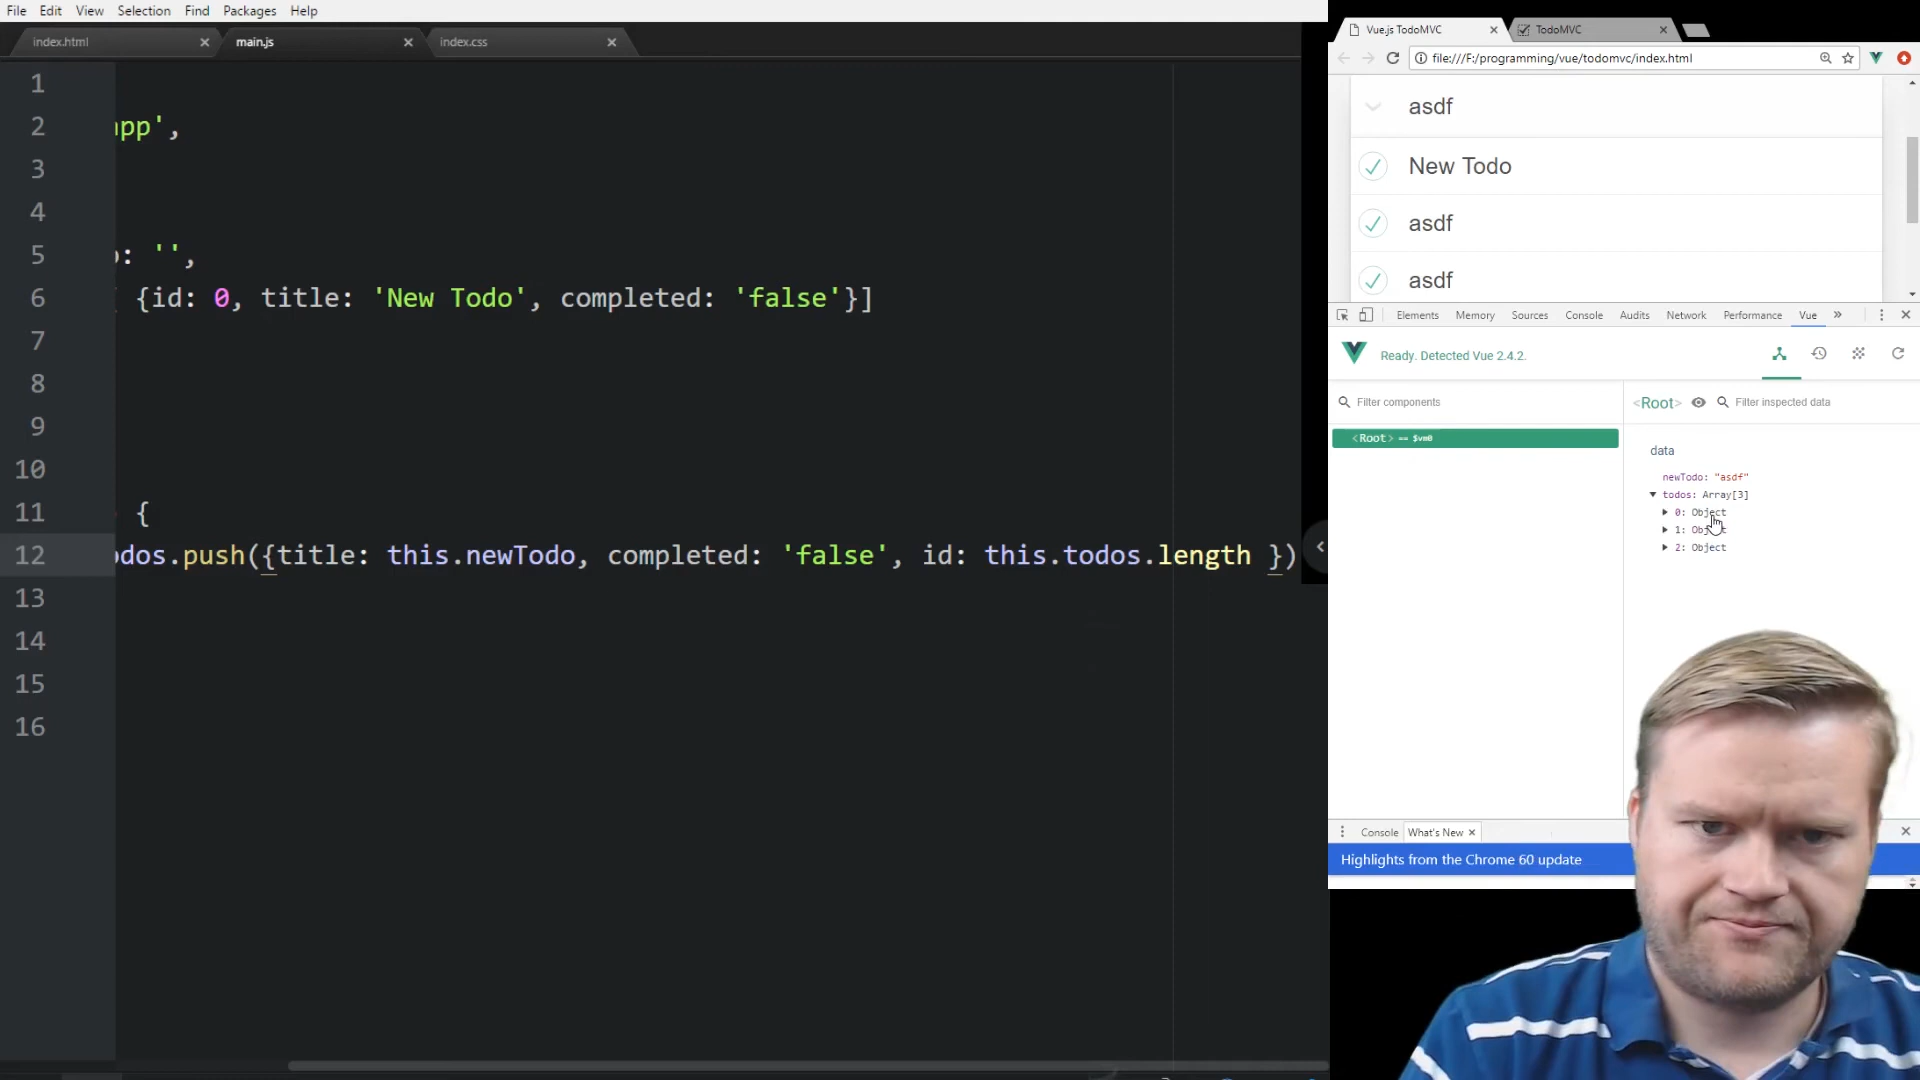 File Edit View Selection Find Packages Help
index.html
main.js
index.css
1
2 app',
3
4
5 : '',
6 {id: 0, title: 'New Todo', completed: 'false'}]
7
8
9
10
11 {
12 odos.push({title: this.newTodo, completed: 'false', id: this.todos.length })
13
14
15
16
Vue.js TodoMVC
TodoMVC
file:///F:/programming/vue/todomvc/index.html
asdf
New Todo
asdf
asdf
Elements Memory Sources Console Audits Network Performance Vue »
Ready. Detected Vue 2.4.2.
Filter components
<Root> Filter inspected data
<Root> == $vm0
data
newTodo: "asdf"
todos: Array[3]
0: Object
1: Object
2: Object
Console What's New
Highlights from the Chrome 60 update